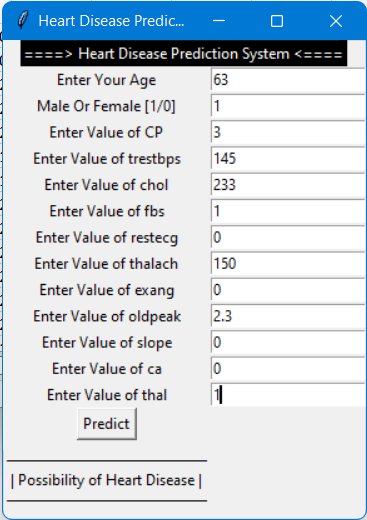 Heart Disease Predic...
====> Heart Disease Prediction System <====
Enter Your Age 63
Male Or Female [1/0] 1
Enter Value of CP 3
Enter Value of trestbps 145
Enter Value of chol 233
Enter Value of fbs 1
Enter Value of restecg 0
Enter Value of thalach 150
Enter Value of exang 0
Enter Value of oldpeak 2.3
Enter Value of slope 0
Enter Value of ca 0
Enter Value of thal 1
Predict
| Possibility of Heart Disease |